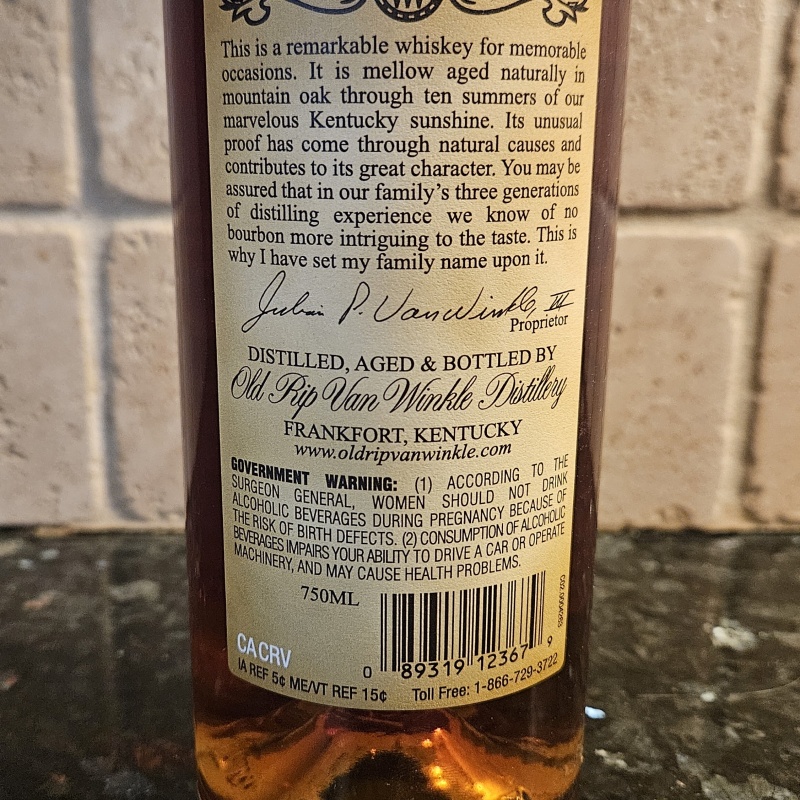 W
This is a remarkable whiskey for memorable
occasions. It is mellow aged naturally in
mountain oak through ten summers of our
marvelous Kentucky sunshine. Its unusual
proof has come through natural causes and
contributes to its great character. You may be
assured that in our family's three generations
of distilling experience we know of no
bourbon more intriguing to the taste. This is
why I have set my family name upon it.
Julian P. Van Winkle, III
Proprietor
DISTILLED, AGED & BOTTLED BY
Old Rip Van Winkle Distillery
FRANKFORT, KENTUCKY
www.oldripvanwinkle.com
GOVERNMENT WARNING: (1) ACCORDING TO THE
SURGEON GENERAL, WOMEN SHOULD NOT DRINK
ALCOHOLIC BEVERAGES DURING PREGNANCY BECAUSE OF
THE RISK OF BIRTH DEFECTS. (2) CONSUMPTION OF ALCOHOLIC
BEVERAGES IMPAIRS YOUR ABILITY TO DRIVE A CAR OR OPERATE
MACHINERY, AND MAY CAUSE HEALTH PROBLEMS.
750ML
0 89319 12367 9
CA CRV
IA REF 5¢ ME/VT REF 15¢
Toll Free: 1-866-729-3722